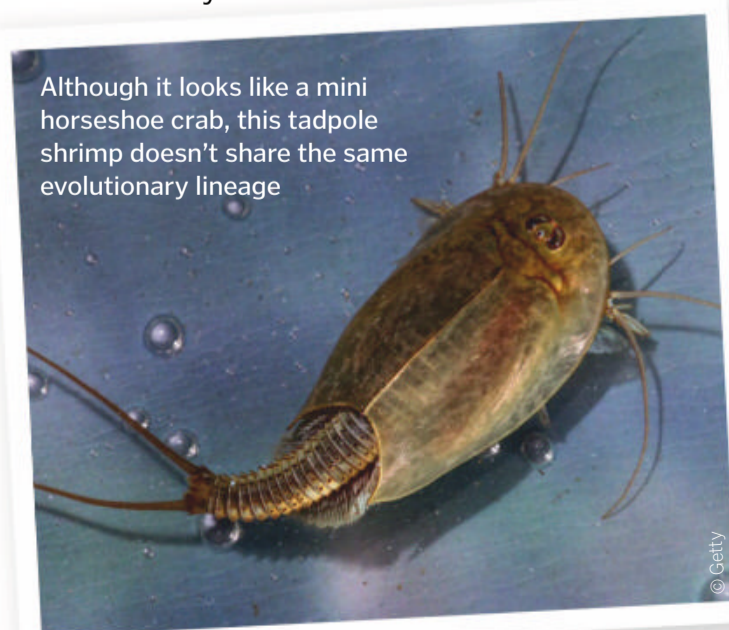 Although it looks like a mini
horseshoe crab, this tadpole
shrimp doesn't share the same
evolutionary lineage
© Getty